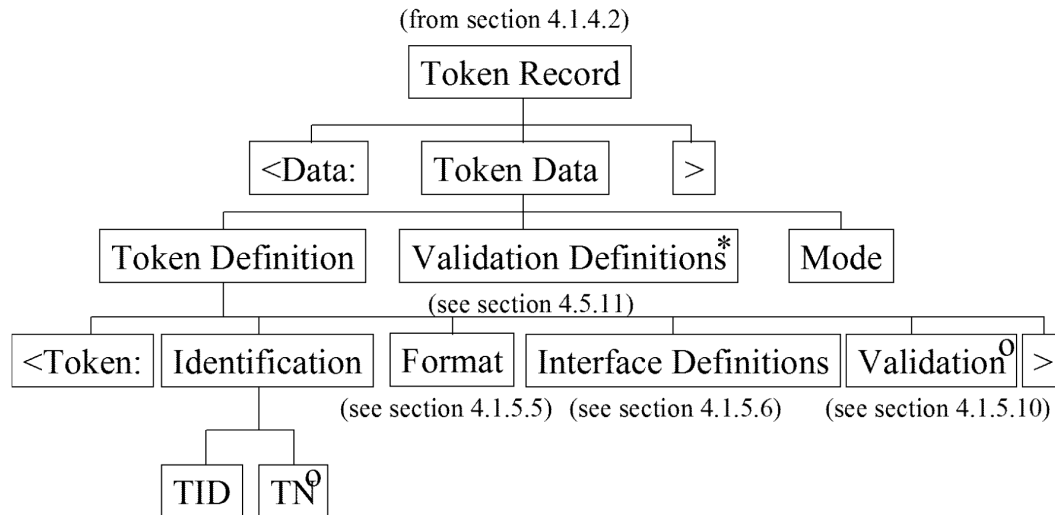 (from section 4.1.4.2)
Token Record
<Data: Token Data >
Token Definition Validation Definitions* Mode
(see section 4.5.11)
<Token: Identification Format Interface Definitions Validation° >
(see section 4.1.5.5) (see section 4.1.5.6) (see section 4.1.5.10)
TID TN°